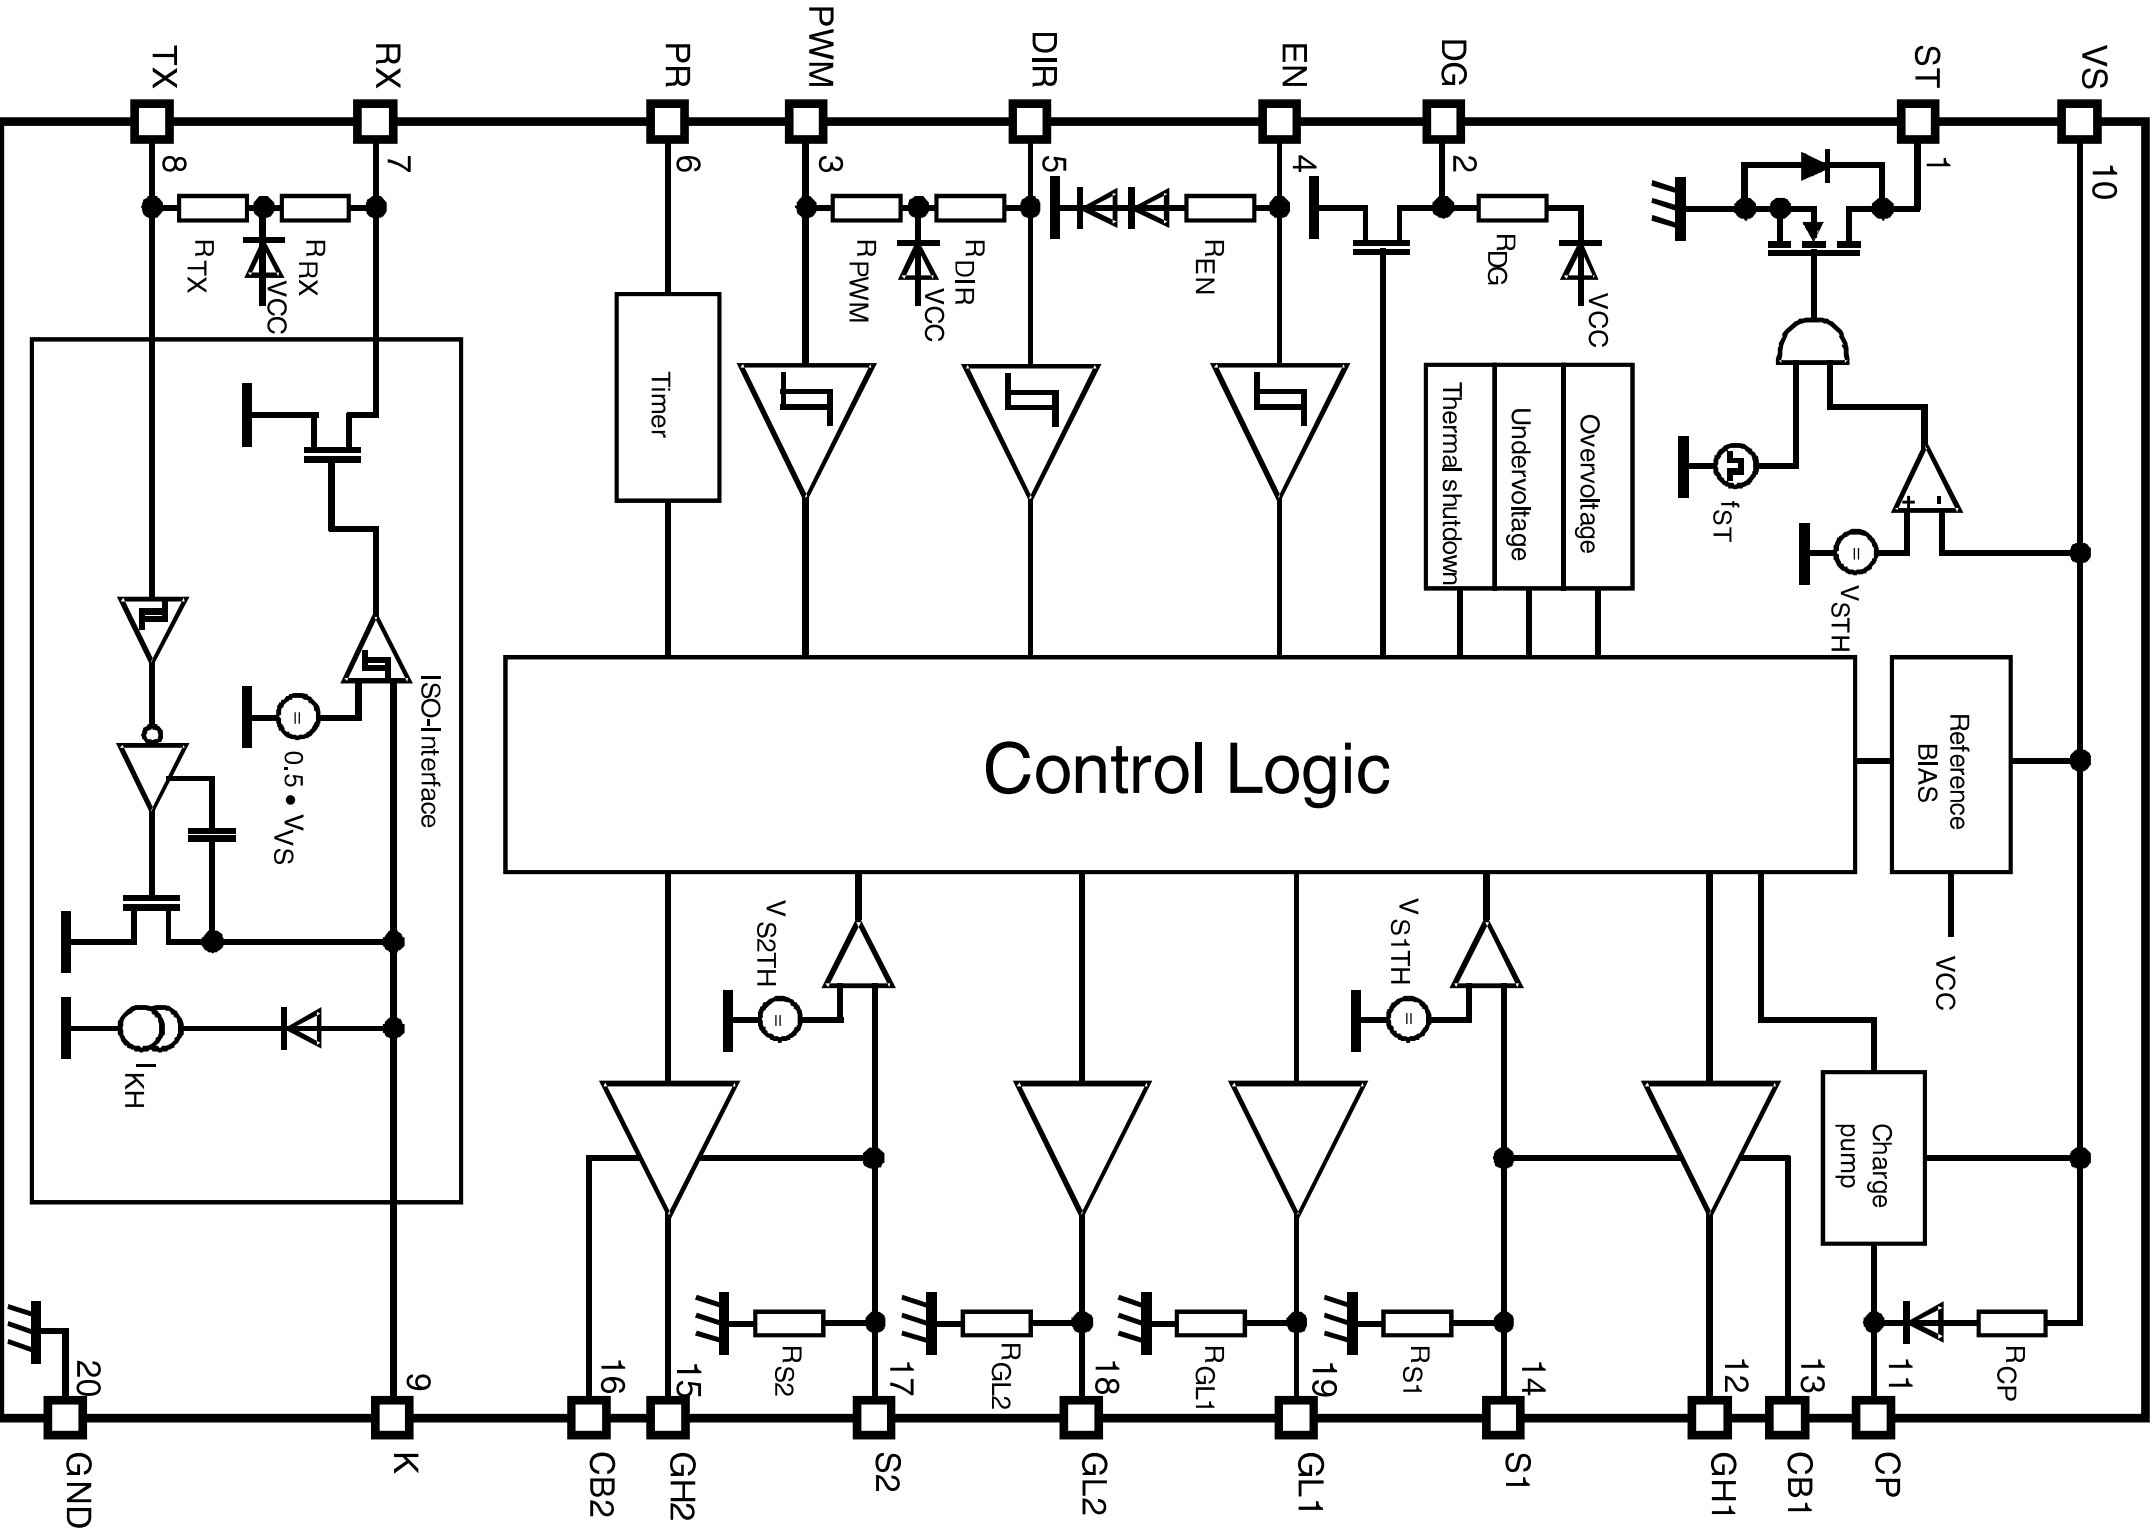 VS
10
ST
1
DG
2
EN
4
DIR
5
PWM
3
PR
6
RX
7
TX
8
VCC
RDG
REN
RDIR
VCC
RPWM
RRX
VCC
RTX
fST
+
-
=
VSTH
Overvoltage
Undervoltage
Thermal shutdown
Timer
Reference
BIAS
VCC
Control Logic
ISO-Interface
=
0.5 • VVS
IKH
VS1TH
=
VS2TH
=
Charge
pump
RCP
RS1
RGL1
RGL2
RS2
11
CP
13
CB1
12
GH1
14
S1
19
GL1
18
GL2
17
S2
15
GH2
16
CB2
9
K
20
GND